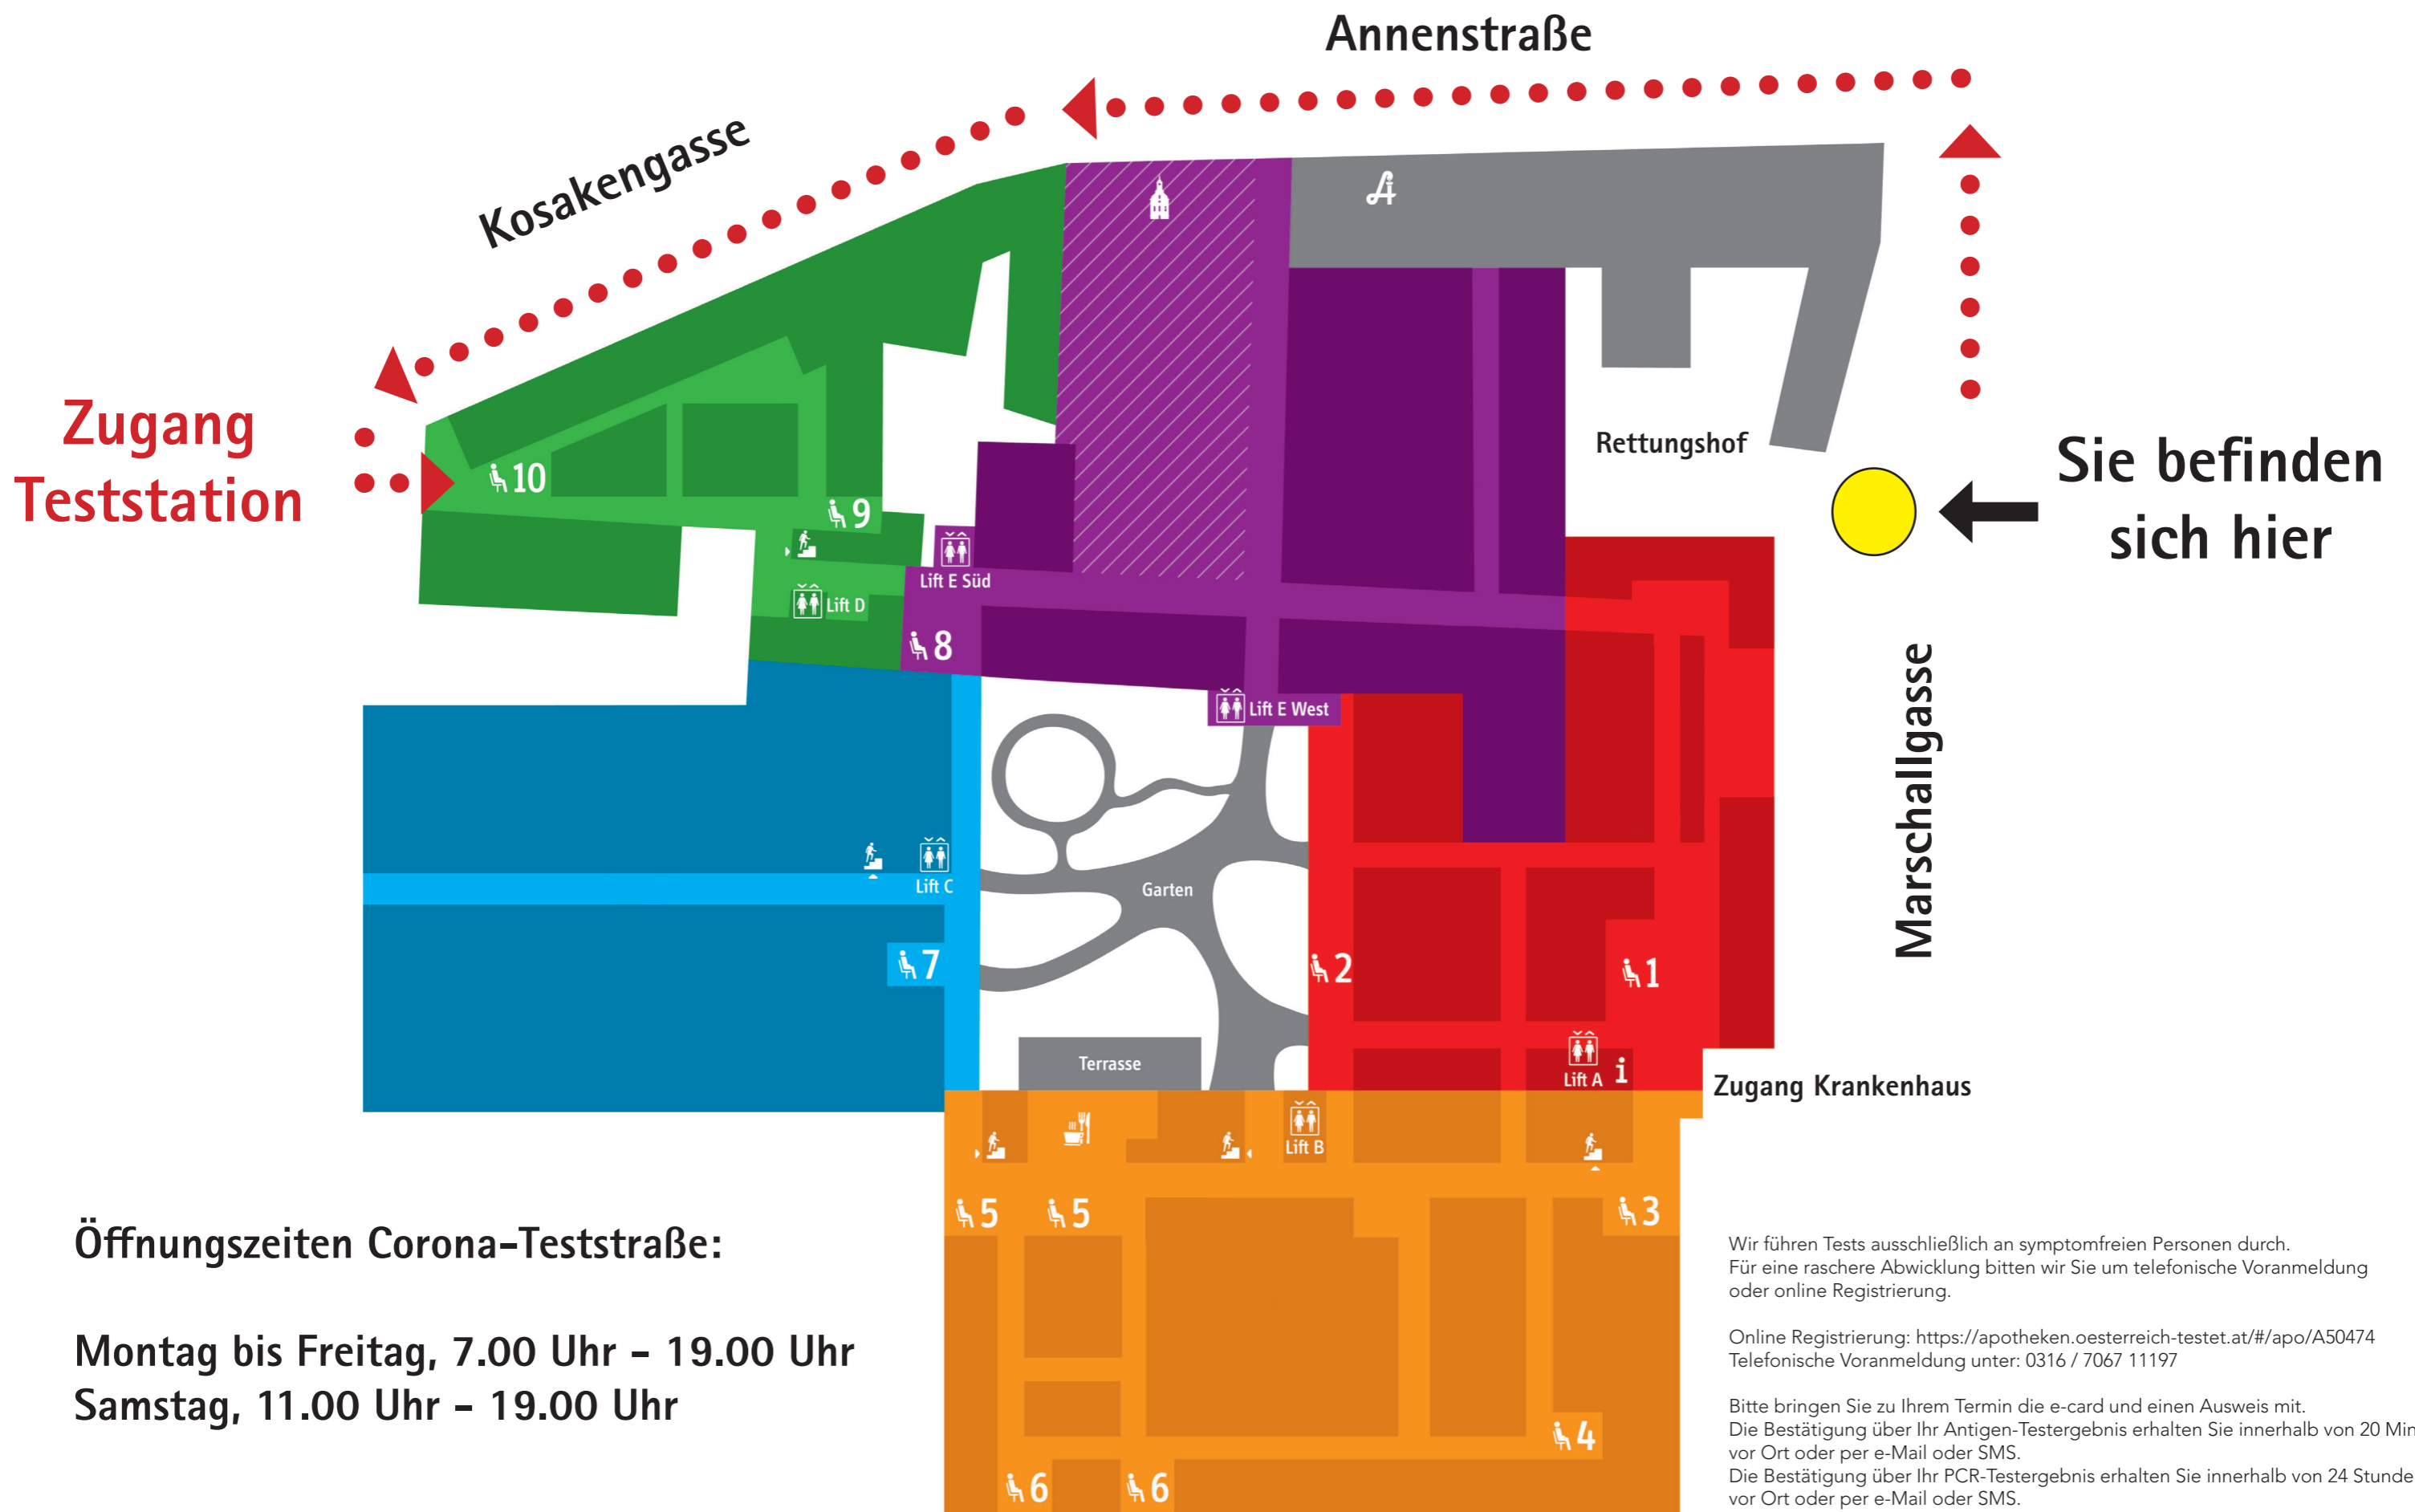 Annenstraße
Kosakengasse
Zugang
Teststation
Rettungshof
Sie befinden
sich hier
10
9
Lift E Süd
Lift D
8
Lift E West
Marschallgasse
Lift C
Garten
7
2
1
Terrasse
Lift A
i
Zugang Krankenhaus
Lift B
5
5
3
4
6
6
Öffnungszeiten Corona-Teststraße:
Montag bis Freitag, 7.00 Uhr - 19.00 Uhr
Samstag, 11.00 Uhr - 19.00 Uhr
Wir führen Tests ausschließlich an symptomfreien Personen durch.
Für eine raschere Abwicklung bitten wir Sie um telefonische Voranmeldung
oder online Registrierung.
Online Registrierung: https://apotheken.oesterreich-testet.at/#/apo/A50474
Telefonische Voranmeldung unter: 0316 / 7067 11197
Bitte bringen Sie zu Ihrem Termin die e-card und einen Ausweis mit.
Die Bestätigung über Ihr Antigen-Testergebnis erhalten Sie innerhalb von 20 Min
vor Ort oder per e-Mail oder SMS.
Die Bestätigung über Ihr PCR-Testergebnis erhalten Sie innerhalb von 24 Stunde
vor Ort oder per e-Mail oder SMS.